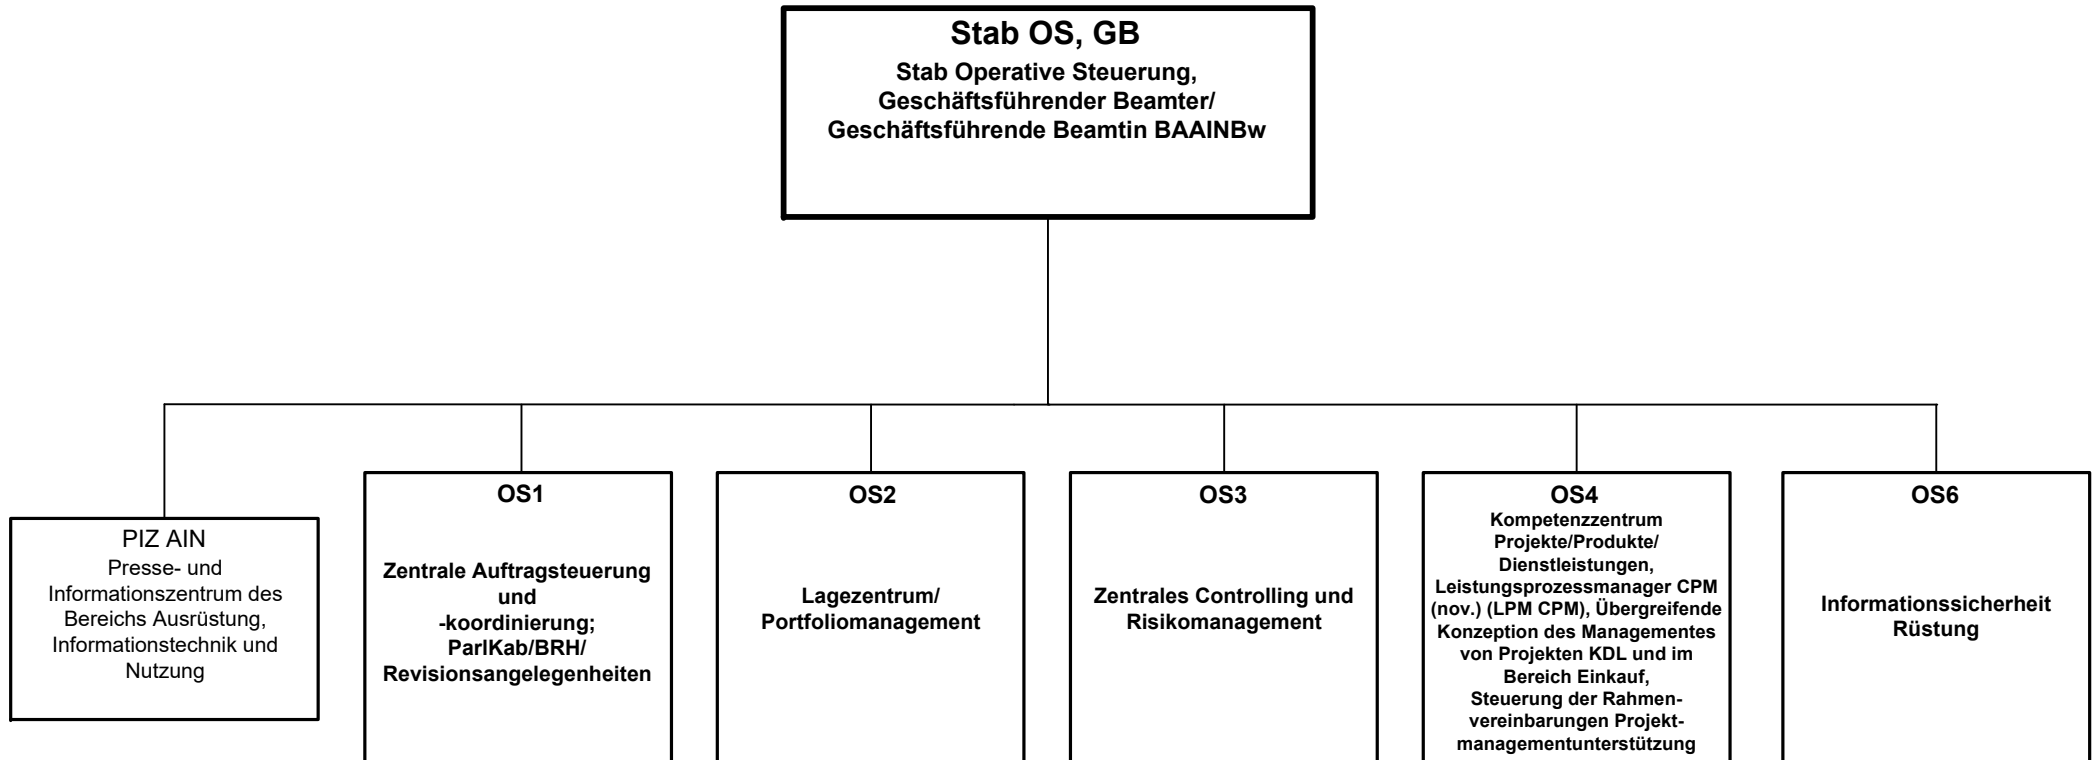 Stab OS, GB
Stab Operative Steuerung,
Geschäftsführender Beamter/
Geschäftsführende Beamtin BAAINBw
PIZ AIN
Presse- und
Informationszentrum des
Bereichs Ausrüstung,
Informationstechnik und
Nutzung
OS1
Zentrale Auftragsteuerung
und
-koordinierung;
ParlKab/BRH/
Revisionsangelegenheiten
OS2
Lagezentrum/
Portfoliomanagement
OS3
Zentrales Controlling und
Risikomanagement
OS4
Kompetenzzentrum
Projekte/Produkte/
Dienstleistungen,
Leistungsprozessmanager CPM
(nov.) (LPM CPM), Übergreifende
Konzeption des Managementes
von Projekten KDL und im
Bereich Einkauf,
Steuerung der Rahmen-
vereinbarungen Projekt-
managementunterstützung
OS6
Informationssicherheit
Rüstung